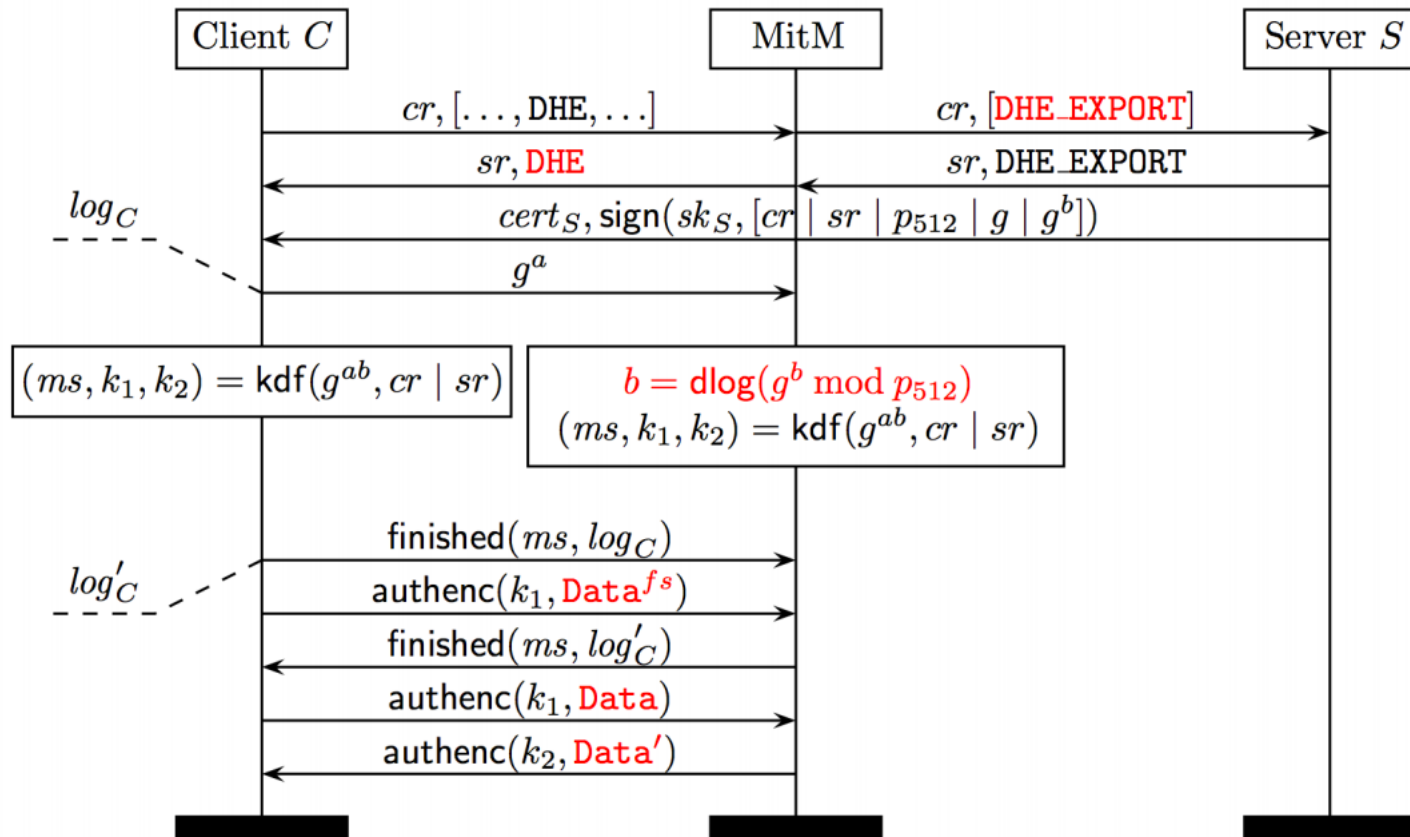 Client C
MitM
Server S
cr, [..., DHE, ...]
cr, [DHE_EXPORT]
sr, DHE
sr, DHE_EXPORT
log_C
cert_S, sign(sk_S, [cr | sr | p_512 | g | g^b])
g^a
(ms, k_1, k_2) = kdf(g^{ab}, cr | sr)
b = dlog(g^b mod p_512)
(ms, k_1, k_2) = kdf(g^{ab}, cr | sr)
finished(ms, log_C)
log'_C
authenc(k_1, Data^{fs})
finished(ms, log'_C)
authenc(k_1, Data)
authenc(k_2, Data')